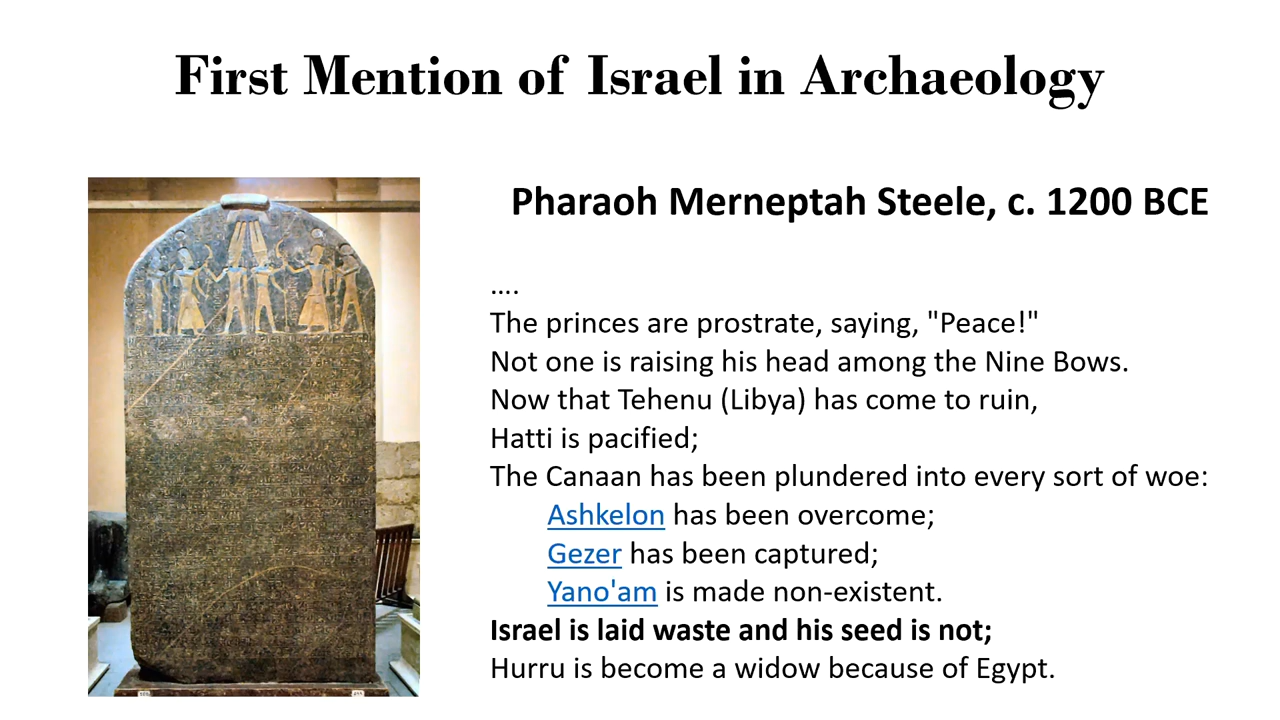 First Mention of Israel in Archaeology
Pharaoh Merneptah Steele, c. 1200 BCE
....
The princes are prostrate, saying, "Peace!"
Not one is raising his head among the Nine Bows.
Now that Tehenu (Libya) has come to ruin,
Hatti is pacified;
The Canaan has been plundered into every sort of woe:
Ashkelon has been overcome;
Gezer has been captured;
Yano'am is made non-existent.
Israel is laid waste and his seed is not;
Hurru is become a widow because of Egypt.